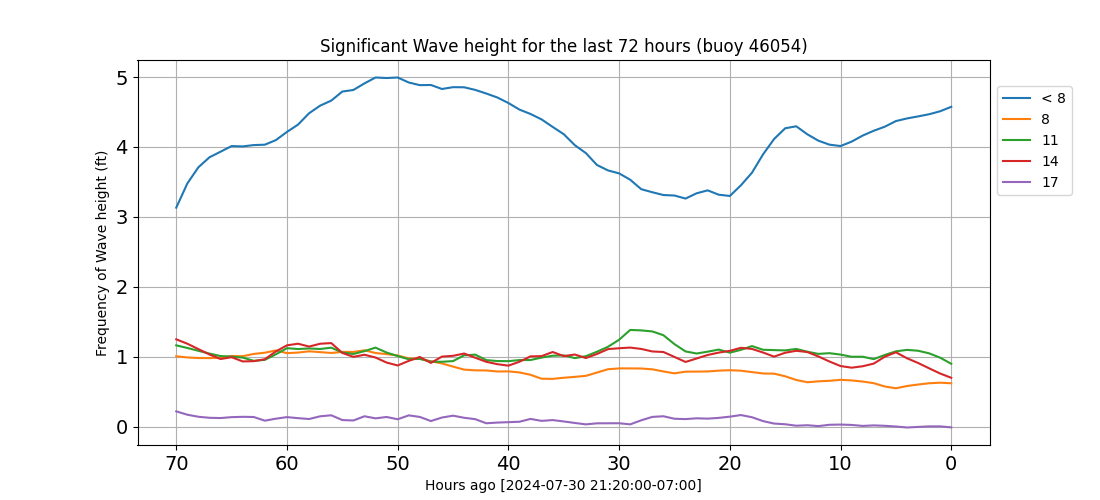 Significant Wave height for the last 72 hours (buoy 46054)
Frequency of Wave height (ft)
5
4
3
2
1
0
70 60 50 40 30 20 10 0
Hours ago [2024-07-30 21:20:00-07:00]
< 8
8
11
14
17